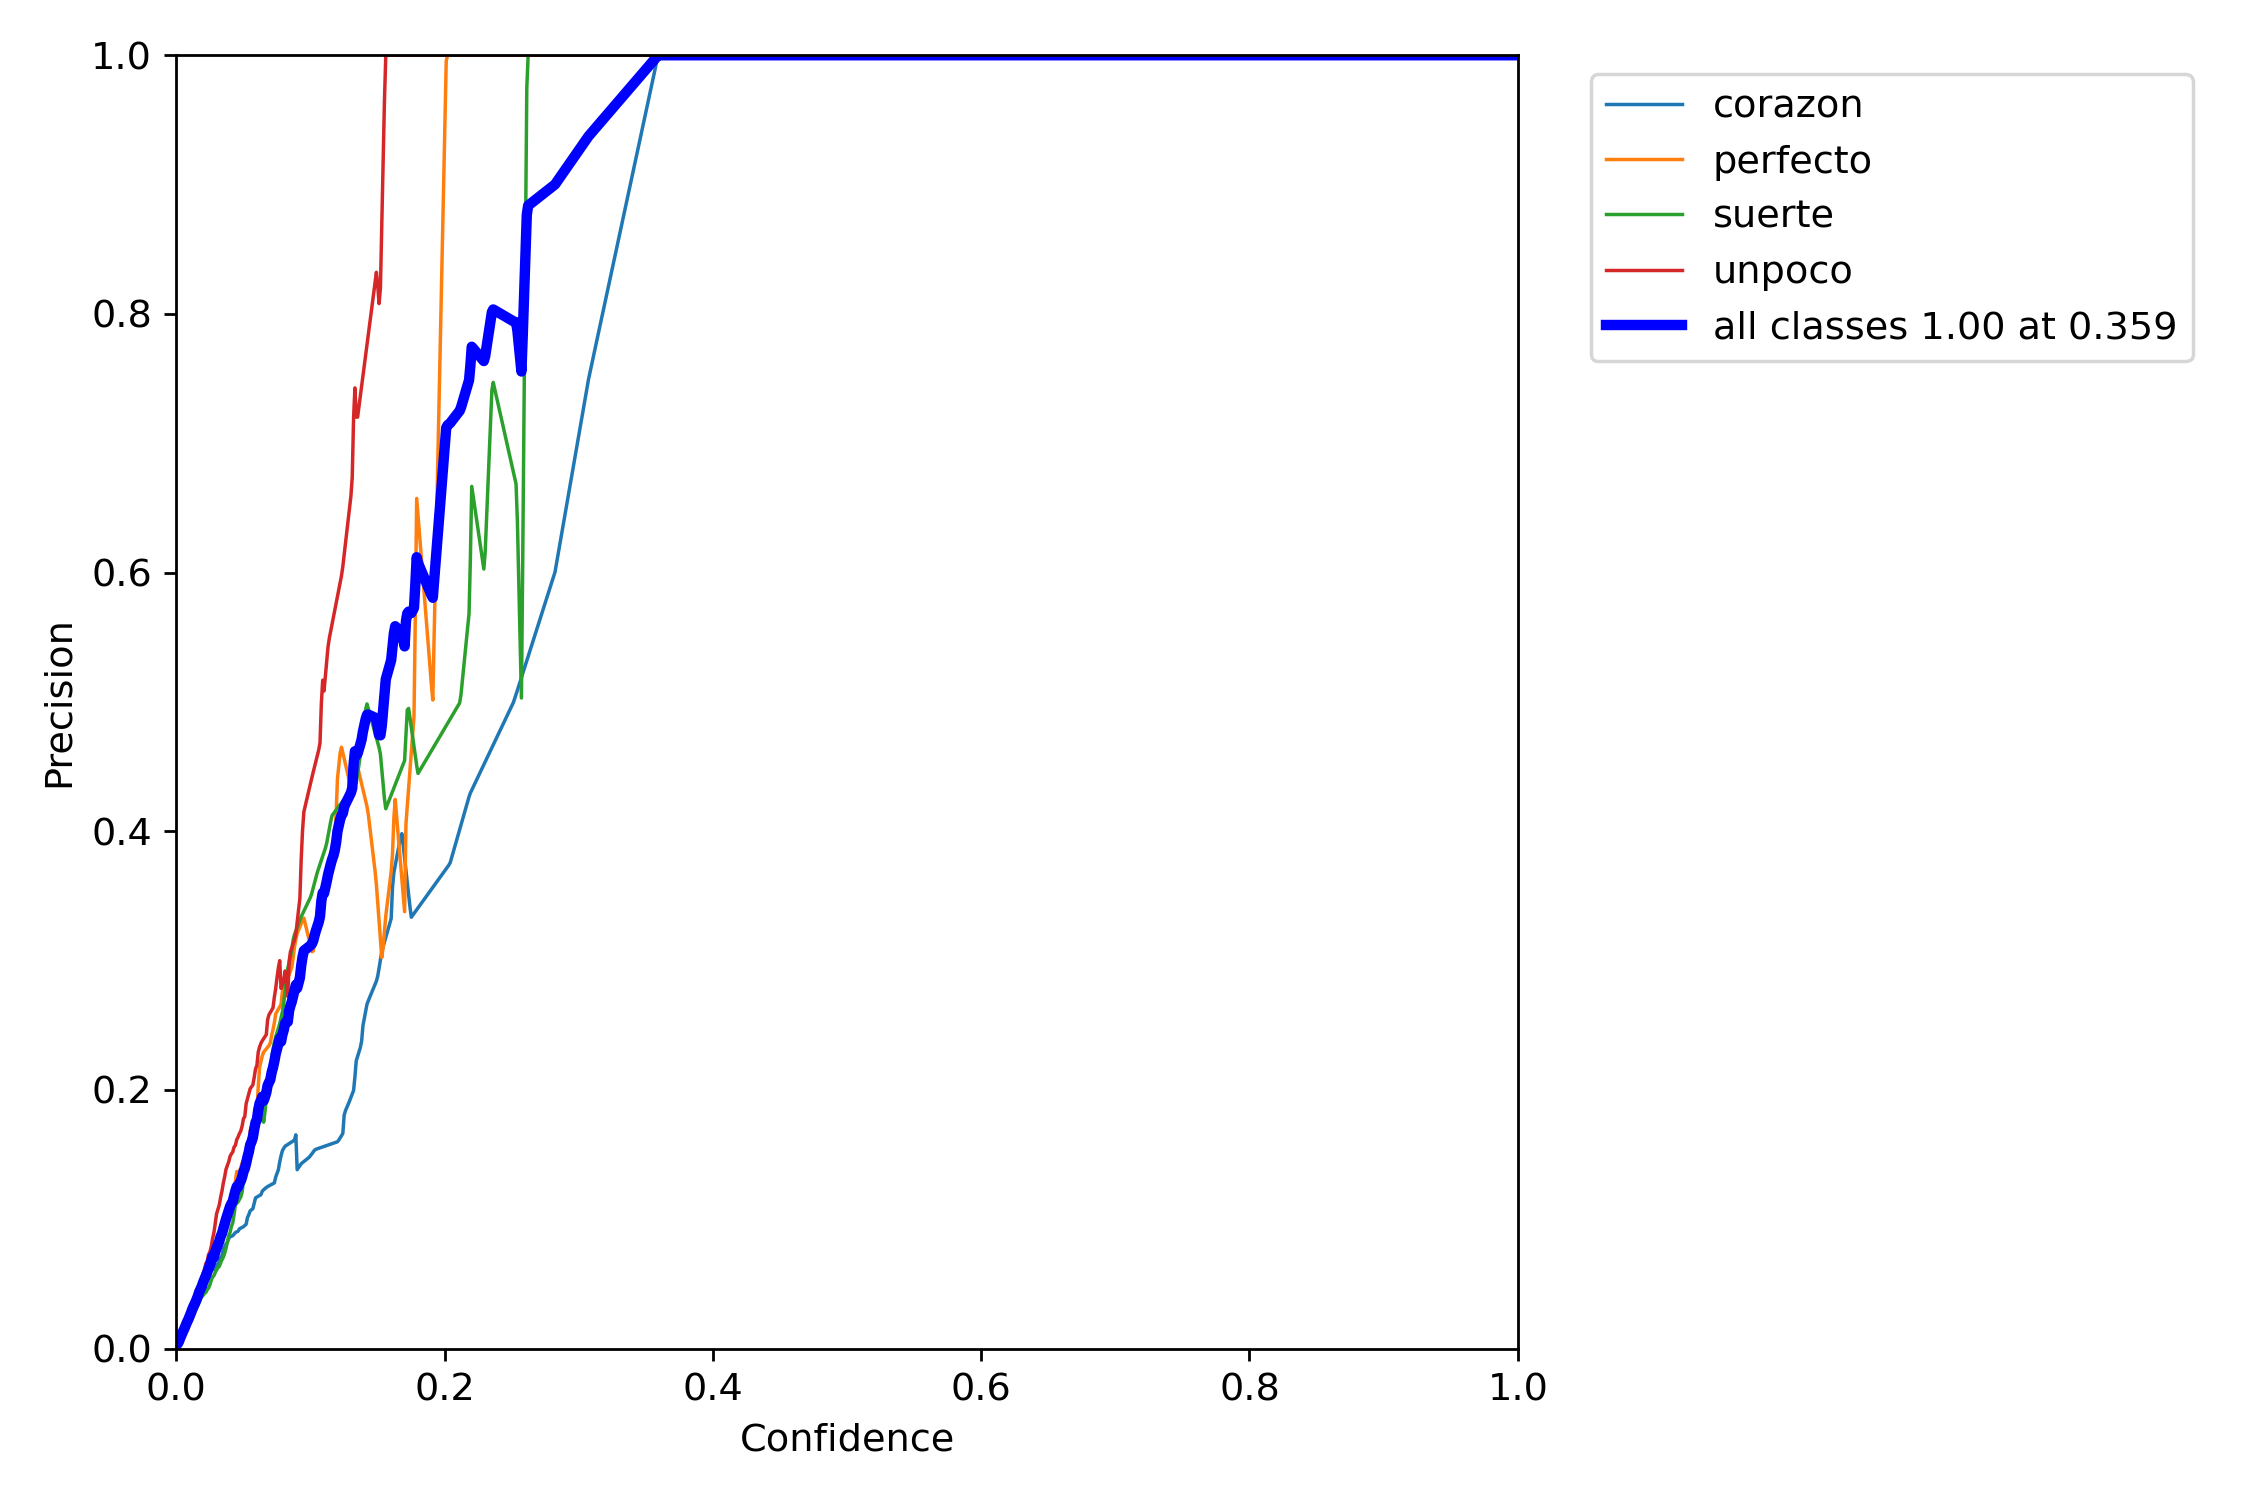 1.0
0.8
0.6
0.4
0.2
0.0
Precision
0.0 0.2 0.4 0.6 0.8 1.0
Confidence
corazon
perfecto
suerte
unpoco
all classes 1.00 at 0.359